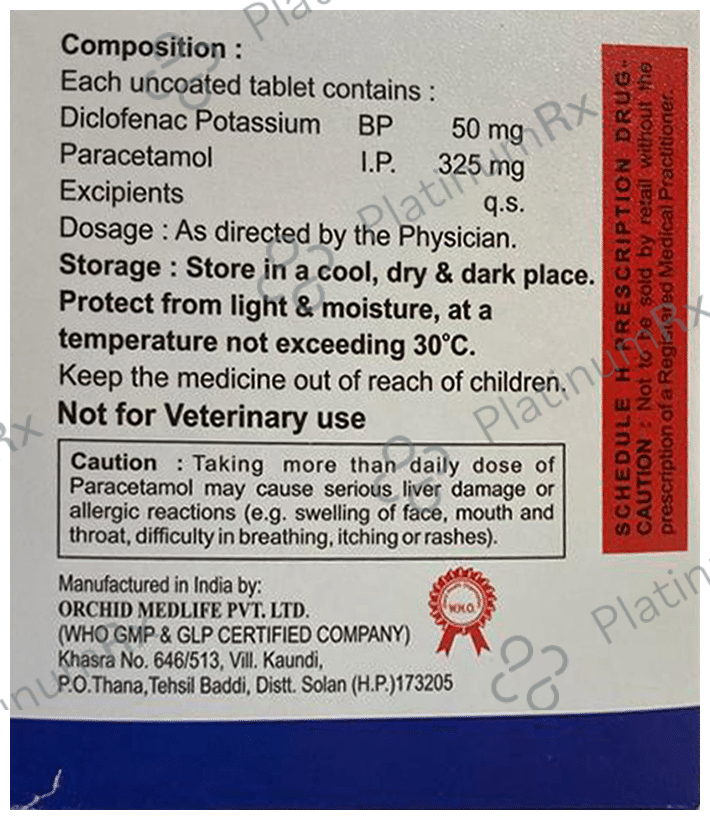 Composition :
Each uncoated tablet contains :
Diclofenac Potassium BP 50 mg
Paracetamol I.P. 325 mg
Excipients q.s.
Dosage : As directed by the Physician.
Storage : Store in a cool, dry & dark place.
Protect from light & moisture, at a
temperature not exceeding 30°C.
Keep the medicine out of reach of children.
Not for Veterinary use
Caution : Taking more than daily dose of
Paracetamol may cause serious liver damage or
allergic reactions (e.g. swelling of face, mouth and
throat, difficulty in breathing, itching or rashes).
Manufactured in India by:
ORCHID MEDLIFE PVT. LTD.
(WHO GMP & GLP CERTIFIED COMPANY)
Khasra No. 646/513, Vill. Kaundi,
P.O.Thana,Tehsil Baddi, Distt. Solan (H.P.)173205
W.H.O.
SCHEDULE H PRESCRIPTION DRUG-
CAUTION : Not to be sold by retail without the
prescription of a Registered Medical Practitioner.
PlatinumRx
PlatinumRx
PlatinumRx